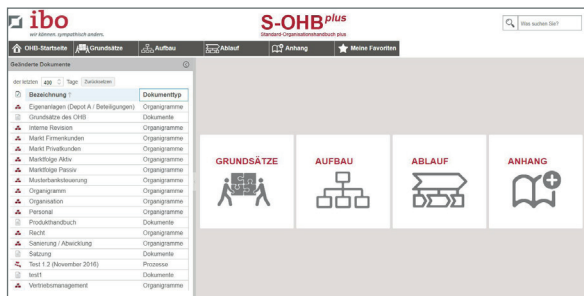 ibo
wir können. sympathisch anders.
S-OHB plus
Standard-Organisationshandbuch plus
Was suchen Sie?
OHB-Startseite Grundsätze Aufbau Ablauf Anhang Meine Favoriten
Geänderte Dokumente
der letzten 400 Tage Zurücksetzen
Bezeichnung ↑ Dokumenttyp
Eigenanlagen (Depot A / Beteiligungen) Organigramme
Grundsätze des OHB Dokumente
Interne Revision Organigramme
Markt Firmenkunden Organigramme
Markt Privatkunden Organigramme
Marktfolge Aktiv Organigramme
Marktfolge Passiv Organigramme
Musterbanksteuerung Organigramme
Organigramm Organigramme
Organisation Organigramme
Personal Organigramme
Produkthandbuch Dokumente
Recht Organigramme
Sanierung / Abwicklung Organigramme
Satzung Dokumente
Test 1.2 (November 2016) Prozesse
test1 Dokumente
Vertriebsmanagement Organigramme
GRUNDSÄTZE AUFBAU ABLAUF ANHANG